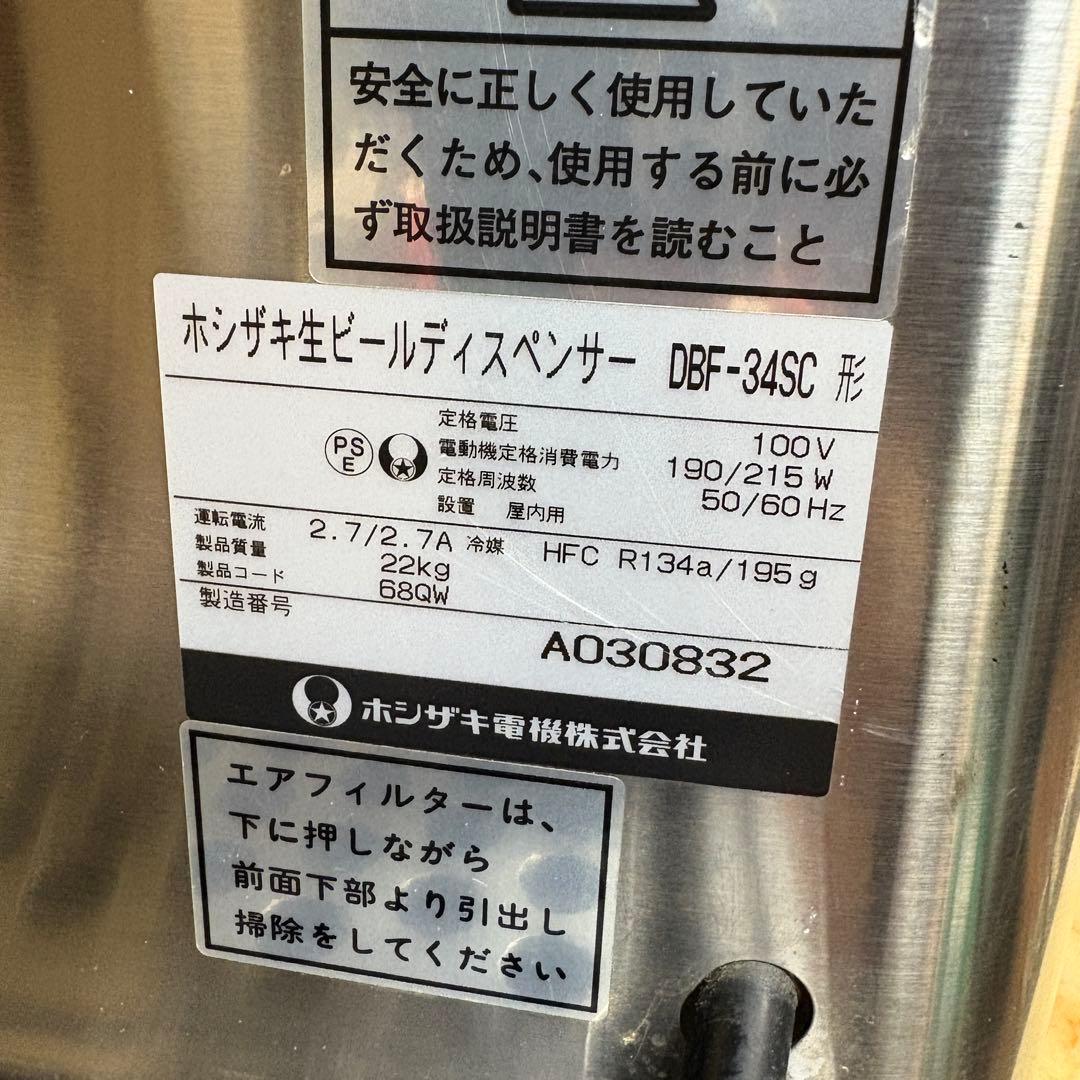 安全に正しく使用していた
だくため、使用する前に必
ず取扱説明書を読むこと
ホシザキ生ビールディスペンサー DBF-34SC 形
PS
E
定格電圧 100V
電動機定格消費電力 190/215W
定格周波数 50/60Hz
設置 屋内用
運転電流 2.7/2.7A 冷媒 HFC R134a/195g
製品質量 22kg
製品コード 68QW
製造番号 A030832
ホシザキ電機株式会社
エアフィルターは、
下に押しながら
前面下部より引出し
掃除をしてください